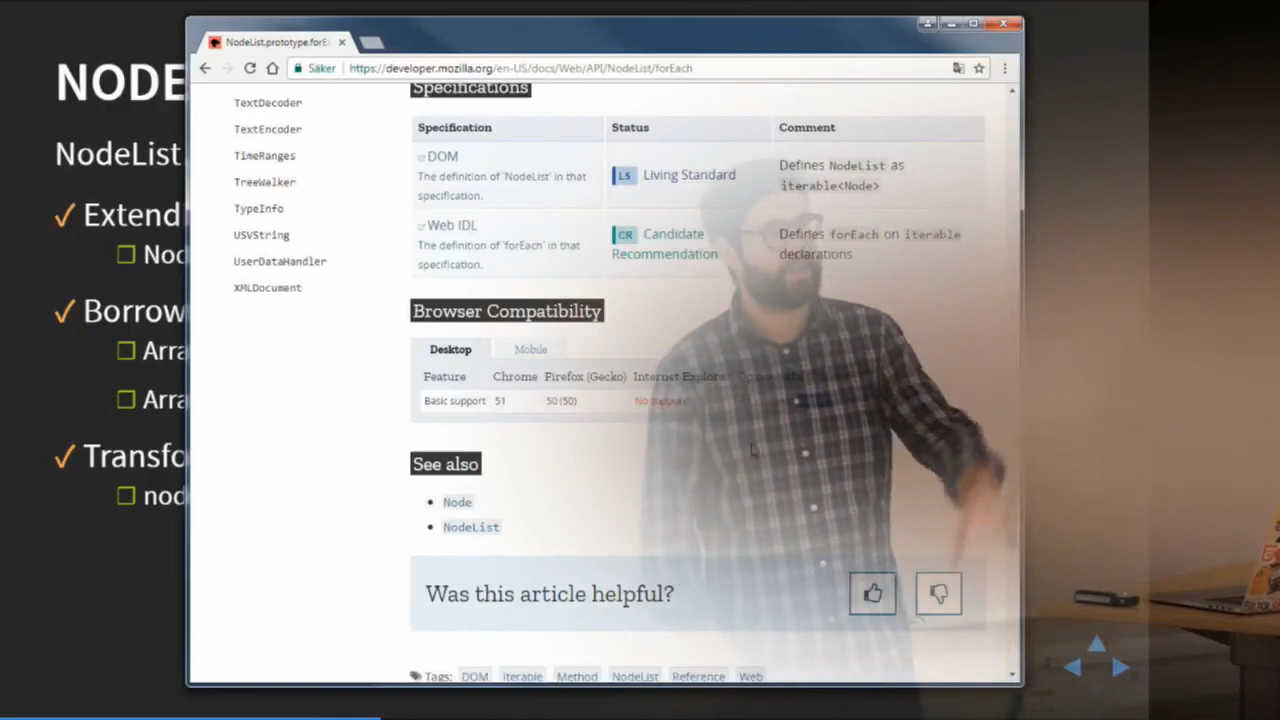 NODE
NodeList
✓ Extend
Nod
✓ Borrow
Arra
Arra
✓ Transfo
nod
NodeList.prototype.forE
Säker https://developer.mozilla.org/en-US/docs/Web/API/NodeList/forEach
TextDecoder
TextEncoder
TimeRanges
TreeWalker
TypeInfo
USVString
UserDataHandler
XMLDocument
Specifications
Specification Status Comment
DOM
The definition of 'NodeList' in that
specification.
LS Living Standard
Defines NodeList as
iterable<Node>
Web IDL
The definition of 'forEach' in that
specification.
CR Candidate
Recommendation
Defines forEach on iterable
declarations
Browser Compatibility
Desktop Mobile
Feature Chrome Firefox (Gecko) Internet Explorer
Basic support 51 50 (50) No support
See also
• Node
• NodeList
Was this article helpful?
Tags: DOM Iterable Method NodeList Reference Web